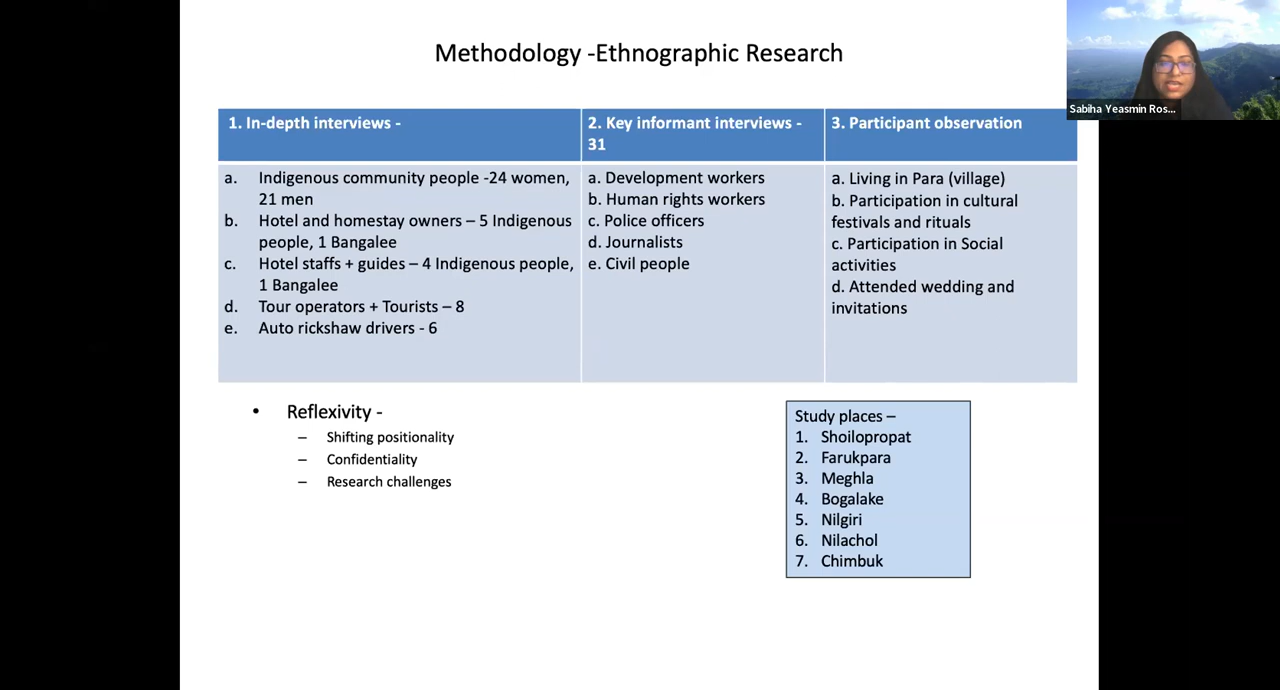 Methodology -Ethnographic Research
Sabiha Yeasmin Ros...
1. In-depth interviews -
a. Indigenous community people -24 women,
21 men
b. Hotel and homestay owners – 5 Indigenous
people, 1 Bangalee
c. Hotel staffs + guides – 4 Indigenous people,
1 Bangalee
d. Tour operators + Tourists – 8
e. Auto rickshaw drivers - 6
2. Key informant interviews -
31
a. Development workers
b. Human rights workers
c. Police officers
d. Journalists
e. Civil people
3. Participant observation
a. Living in Para (village)
b. Participation in cultural
festivals and rituals
c. Participation in Social
activities
d. Attended wedding and
invitations
• Reflexivity -
– Shifting positionality
– Confidentiality
– Research challenges
Study places –
1. Shoilopropat
2. Farukpara
3. Meghla
4. Bogalake
5. Nilgiri
6. Nilachol
7. Chimbuk